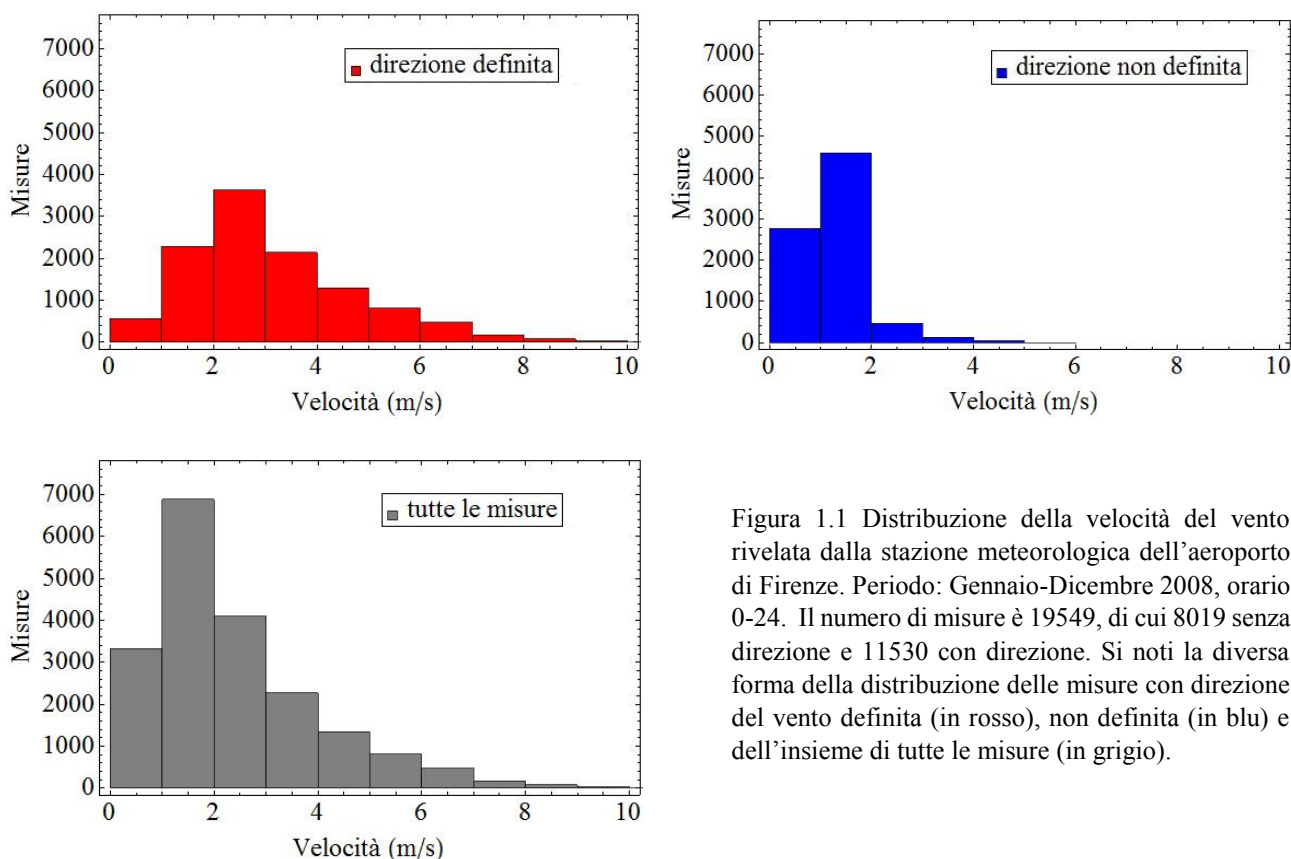 7000
6000
5000
4000
3000
2000
1000
0
Misure
direzione definita
0 2 4 6 8 10
Velocità (m/s)
7000
6000
5000
4000
3000
2000
1000
0
Misure
direzione non definita
0 2 4 6 8 10
Velocità (m/s)
7000
6000
5000
4000
3000
2000
1000
0
Misure
tutte le misure
0 2 4 6 8 10
Velocità (m/s)
Figura 1.1 Distribuzione della velocità del vento
rivelata dalla stazione meteorologica dell’aeroporto
di Firenze. Periodo: Gennaio-Dicembre 2008, orario
0-24. Il numero di misure è 19549, di cui 8019 senza
direzione e 11530 con direzione. Si noti la diversa
forma della distribuzione delle misure con direzione
del vento definita (in rosso), non definita (in blu) e
dell’insieme di tutte le misure (in grigio).